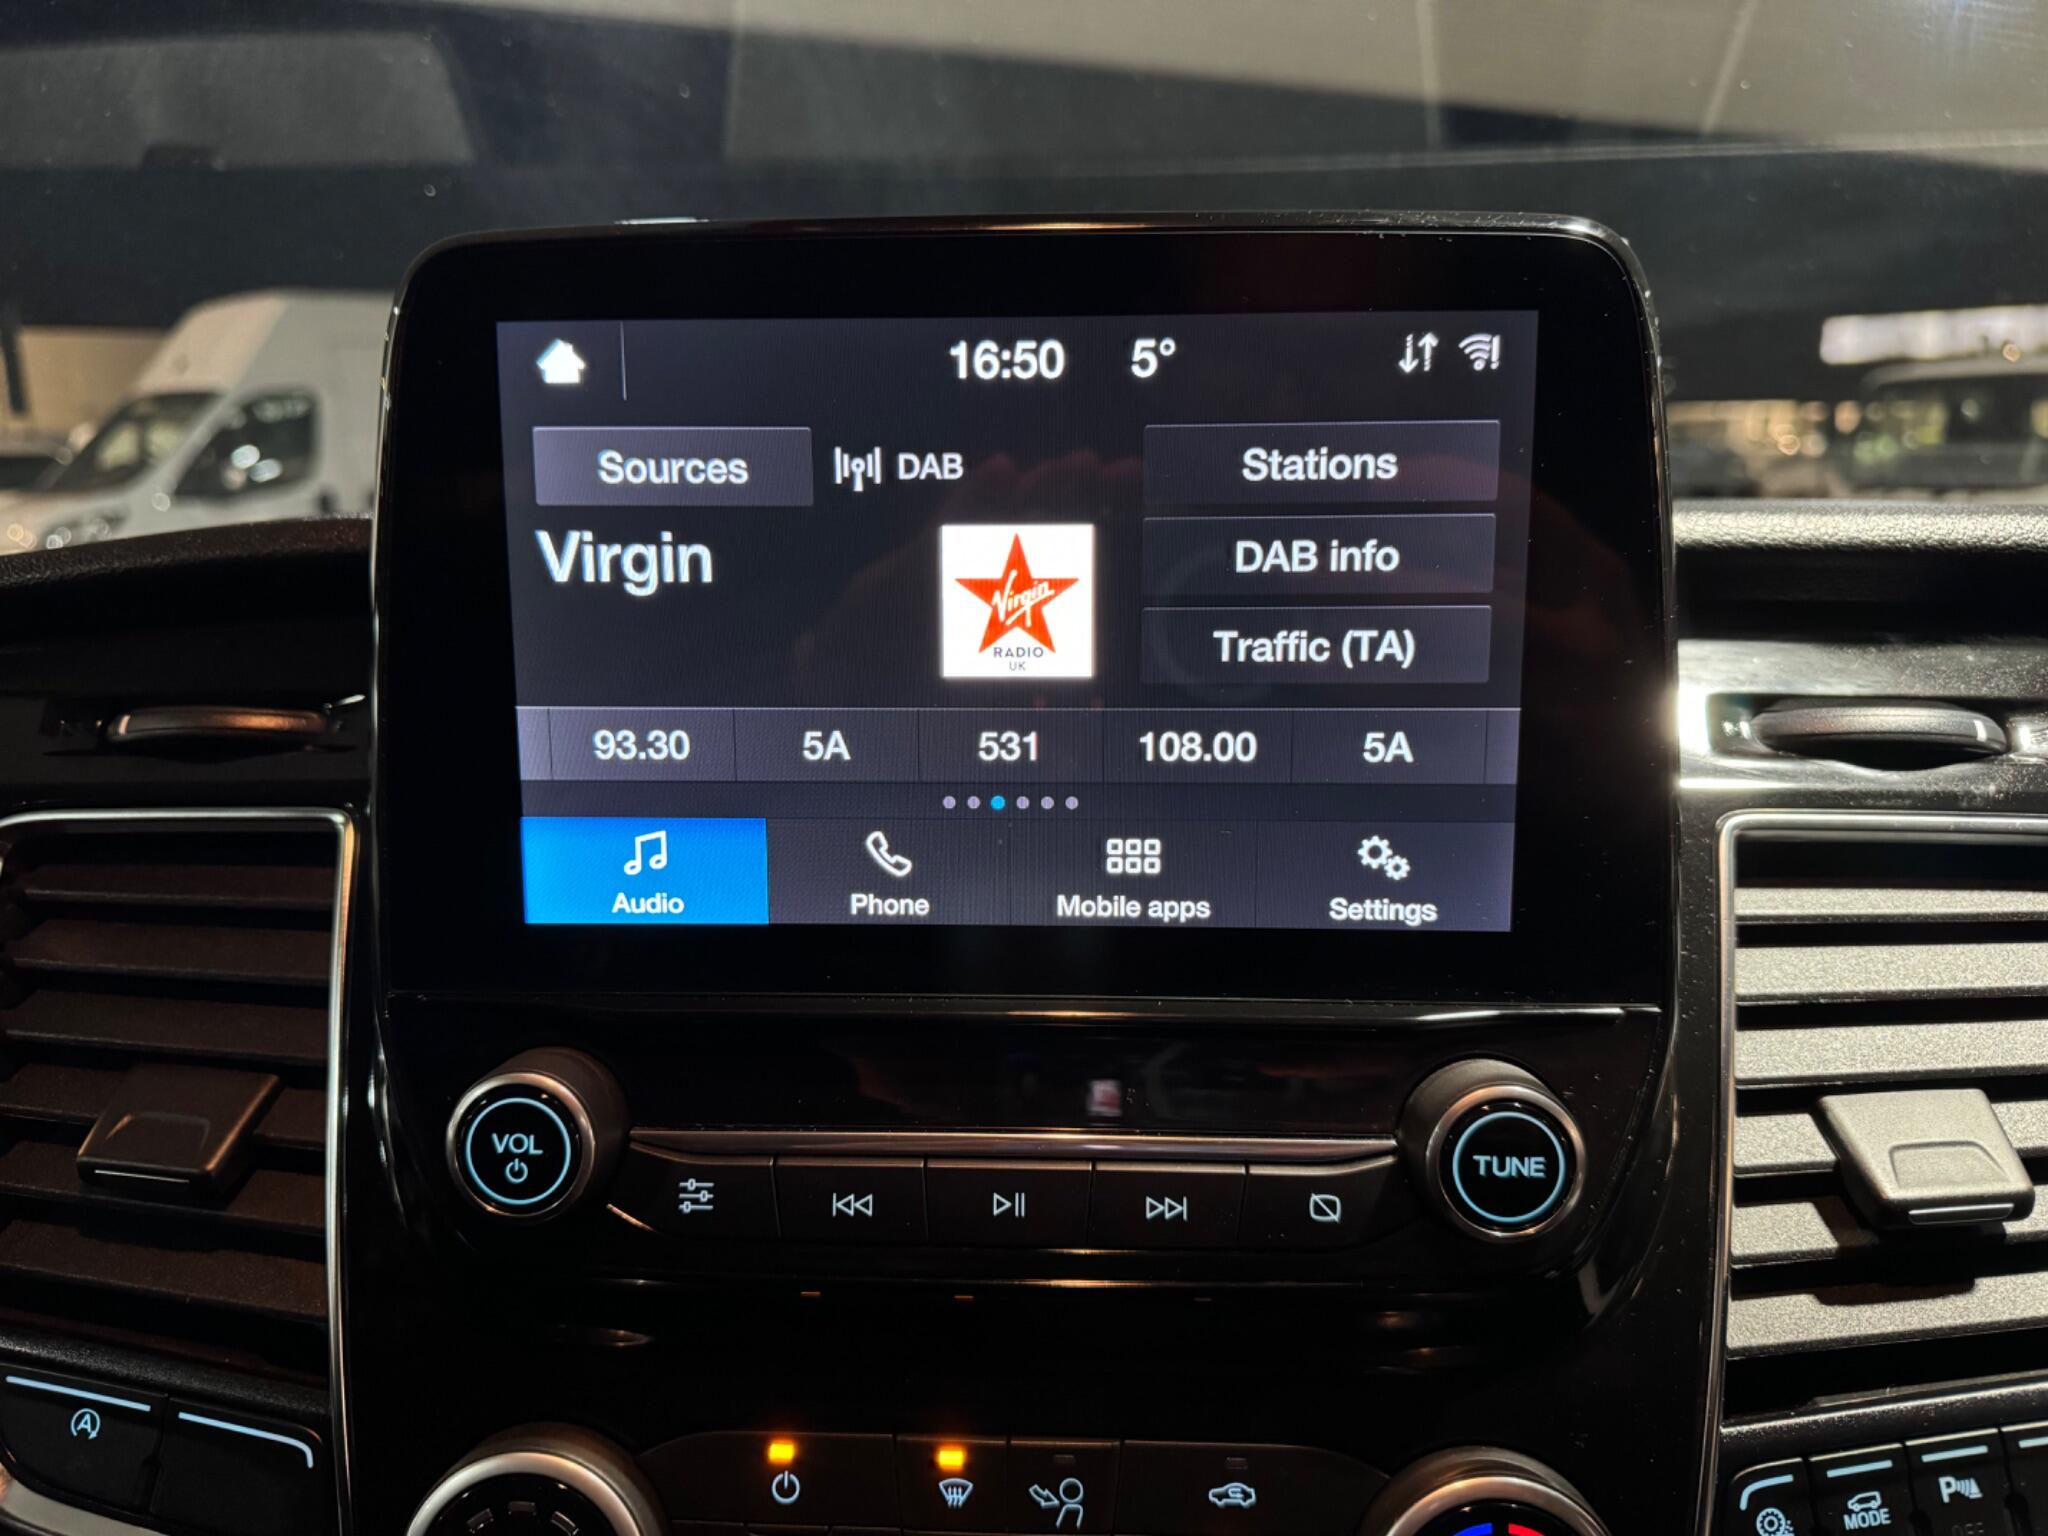 16:50 5°
Sources DAB Stations
Virgin
Virgin
RADIO
UK
DAB info
Traffic (TA)
93.30 5A 531 108.00 5A
Audio Phone Mobile apps Settings
VOL
TUNE
A
MODE
P